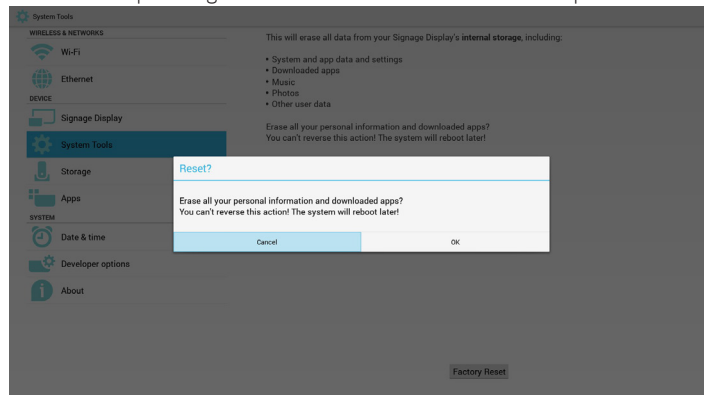 System Tools
WIRELESS & NETWORKS
Wi-Fi
Ethernet
DEVICE
Signage Display
System Tools
Storage
Apps
SYSTEM
Date & time
Developer options
About
This will erase all data from your Signage Display's internal storage, including:
• System and app data and settings
• Downloaded apps
• Music
• Photos
• Other user data
Erase all your personal information and downloaded apps?
You can't reverse this action! The system will reboot later!
Reset?
Erase all your personal information and downloaded apps?
You can't reverse this action! The system will reboot later!
Cancel
OK
Factory Reset